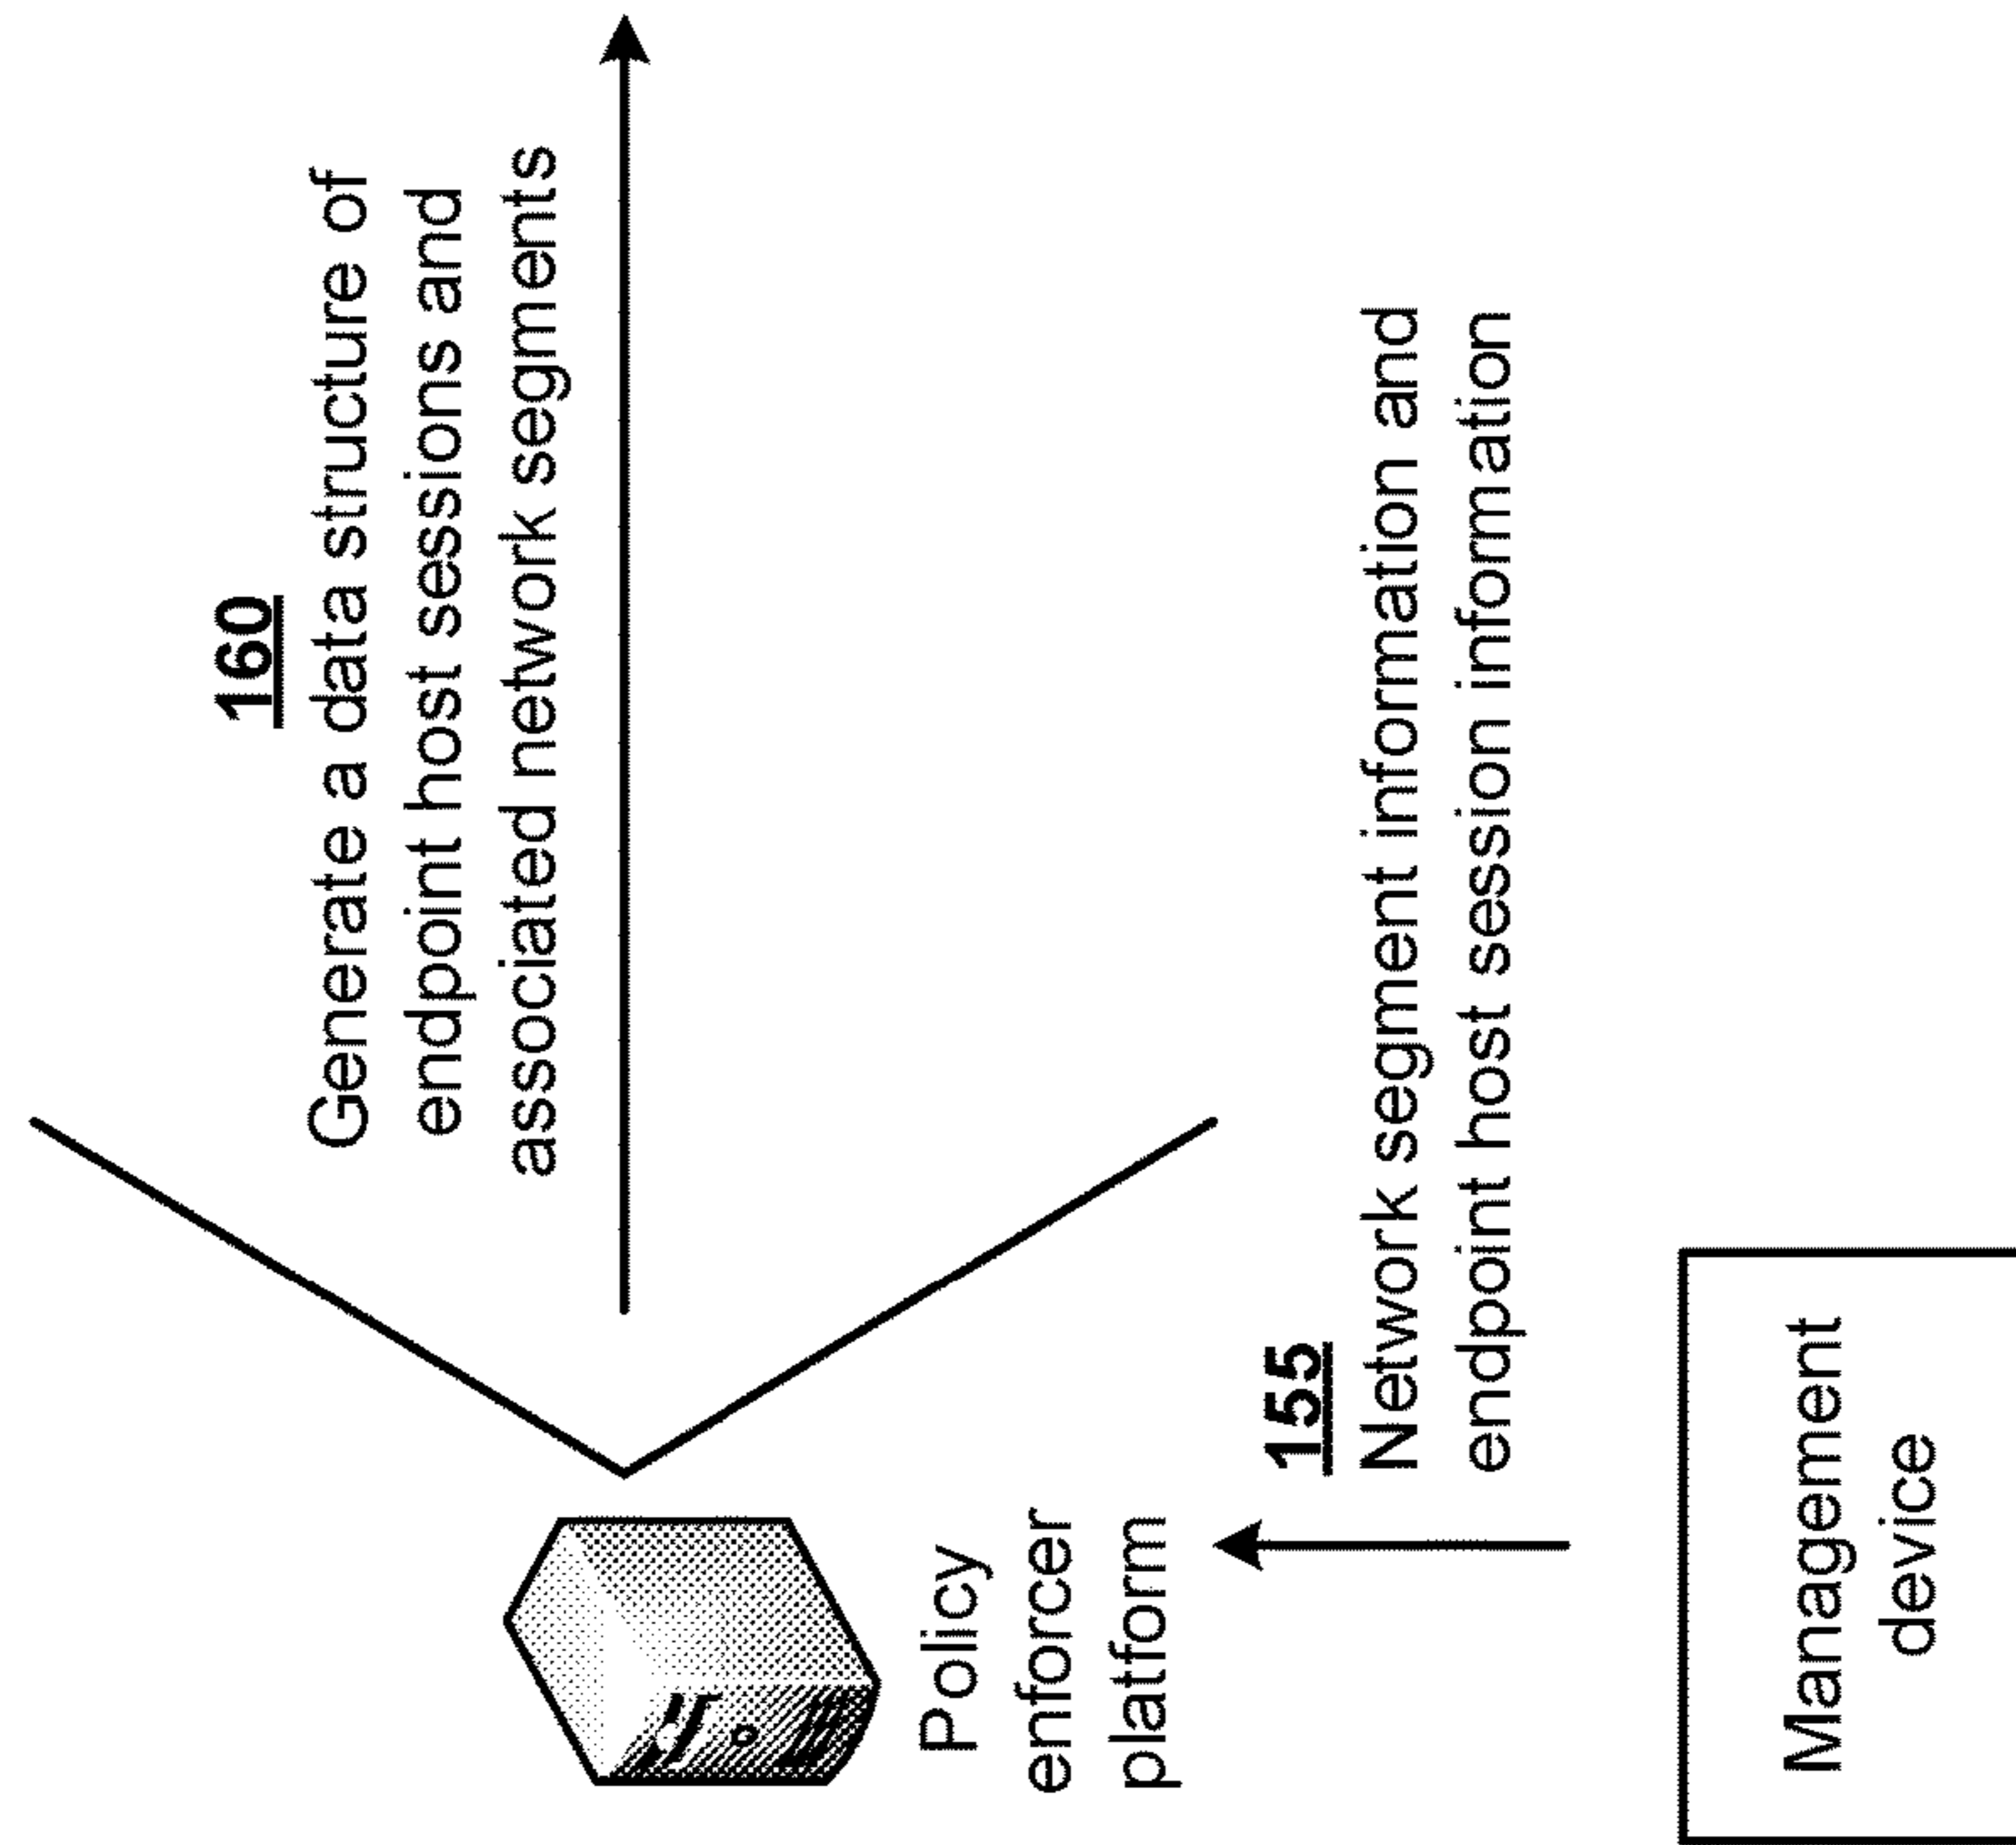 160
Generate a data structure of
endpoint host sessions and
associated network segments
Policy
enforcer
platform
155
Network segment information and
endpoint host session information
Management
device